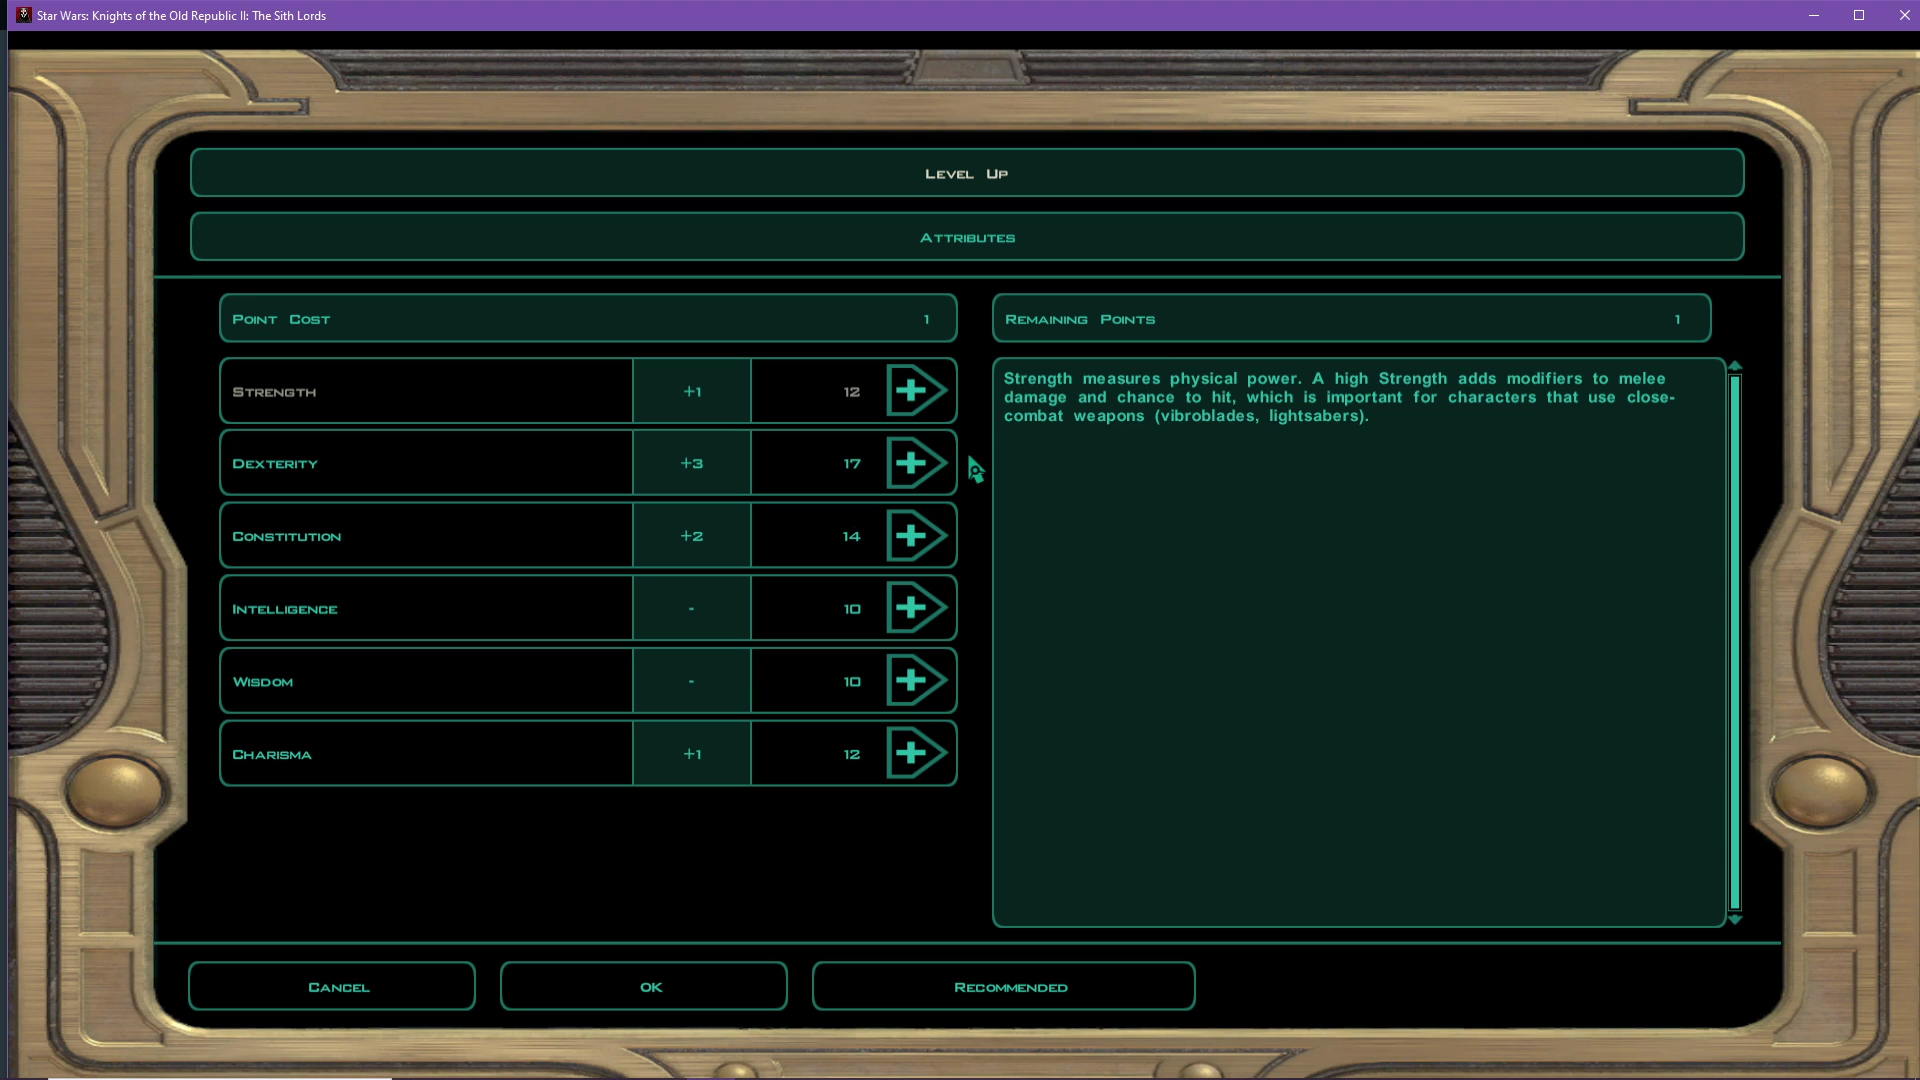 Star Wars: Knights of the Old Republic II: The Sith Lords
Level Up
Attributes
Point Cost 1
Remaining Points 1
Strength +1 12
Dexterity +3 17
Constitution +2 14
Intelligence - 10
Wisdom - 10
Charisma +1 12
Strength measures physical power. A high Strength adds modifiers to melee
damage and chance to hit, which is important for characters that use close-
combat weapons (vibroblades, lightsabers).
Cancel
OK
Recommended